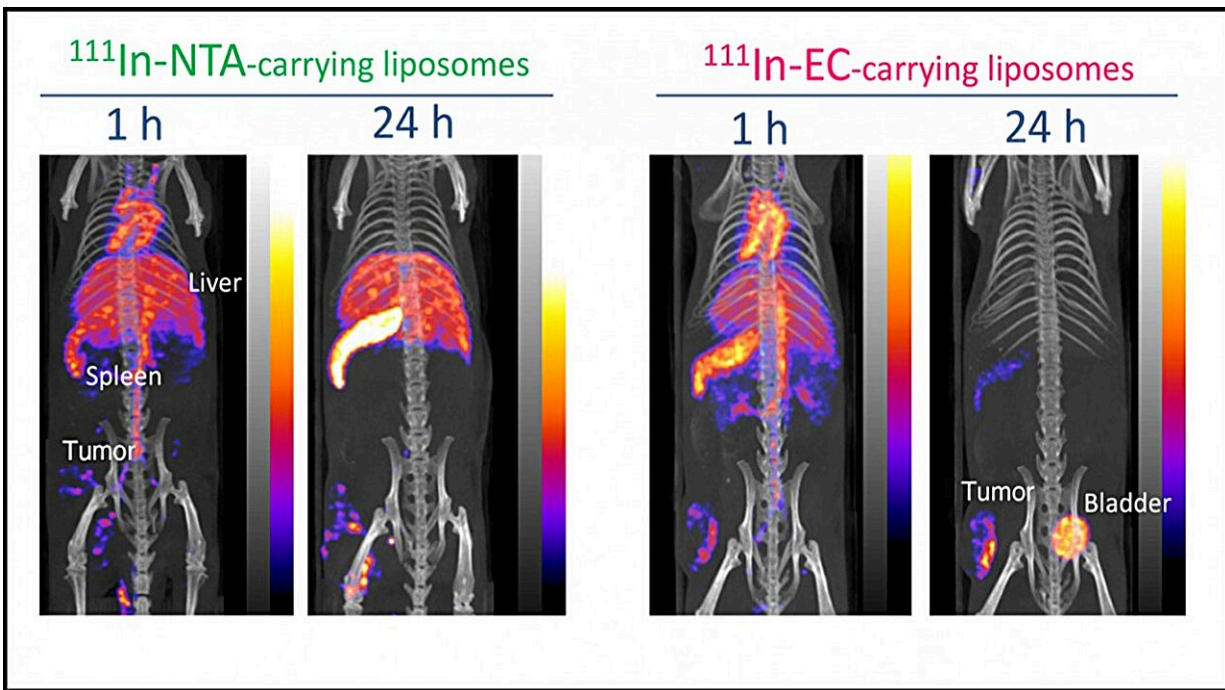 ¹¹¹In-NTA-carrying liposomes
1 h
24 h
Liver
Spleen
Tumor
¹¹¹In-EC-carrying liposomes
1 h
24 h
Tumor
Bladder